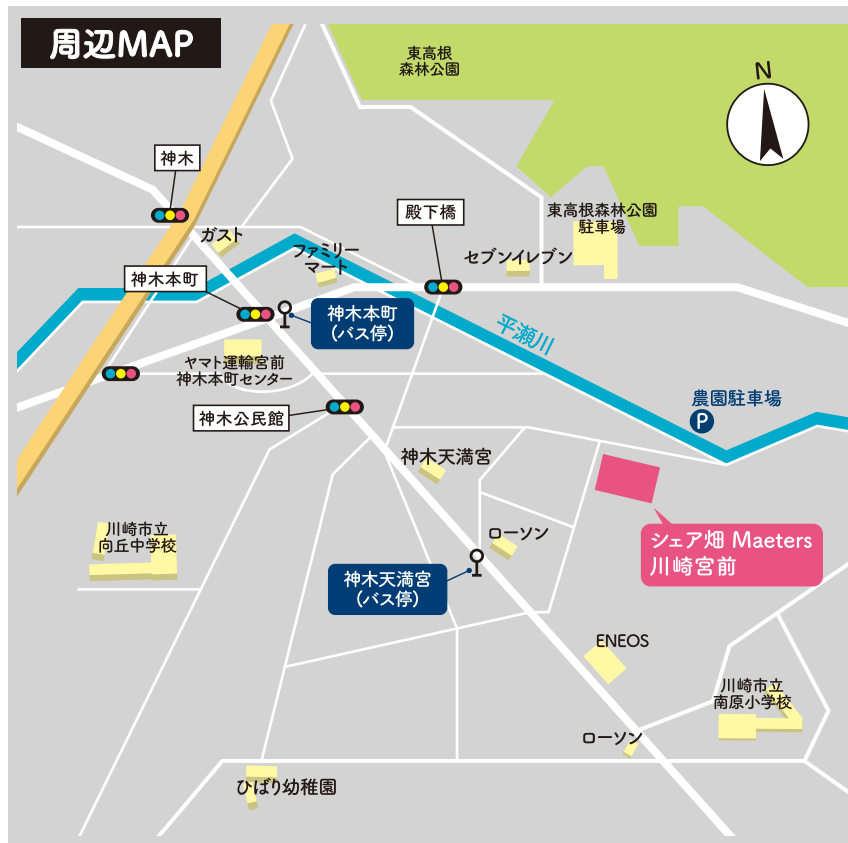 周辺MAP
東高根
森林公園
N
神木
殿下橋
東高根森林公園
駐車場
ガスト
ファミリー
マート
セブンイレブン
神木本町
神木本町
(バス停)
平瀬川
ヤマト運輸宮前
神木本町センター
農園駐車場
P
神木公民館
神木天満宮
川崎市立
向丘中学校
ローソン
シェア畑 Maeters
川崎宮前
神木天満宮
(バス停)
ENEOS
川崎市立
南原小学校
ローソン
ひばり幼稚園